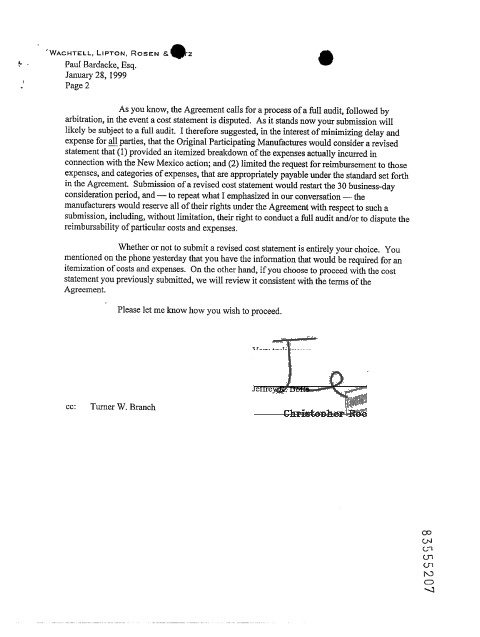 WACHTELL, LIPTON, ROSEN &
Paul Bardacke, Esq.
January 28, 1999
Page 2
As you know, the Agreement calls for a process of a full audit, followed by
arbitration, in the event a cost statement is disputed. As it stands now your submission will
likely be subject to a full audit. I therefore suggested, in the interest of minimizing delay and
expense for all parties, that the Original Participating Manufactures would consider a revised
statement that (1) provided an itemized breakdown of the expenses actually incurred in
connection with the New Mexico action; and (2) limited the request for reimbursement to those
expenses, and categories of expenses, that are appropriately payable under the standard set forth
in the Agreement. Submission of a revised cost statement would restart the 30 business-day
consideration period, and — to repeat what I emphasized in our conversation — the
manufacturers would reserve all of their rights under the Agreement with respect to such a
submission, including, without limitation, their right to conduct a full audit and/or to dispute the
reimbursability of particular costs and expenses.
Whether or not to submit a revised cost statement is entirely your choice. You
mentioned on the phone yesterday that you have the information that would be required for an
itemization of costs and expenses. On the other hand, if you choose to proceed with the cost
statement you previously submitted, we will review it consistent with the terms of the
Agreement.
Please let me know how you wish to proceed.
Jeffrey
Christopher
cc: Turner W. Branch
83555207